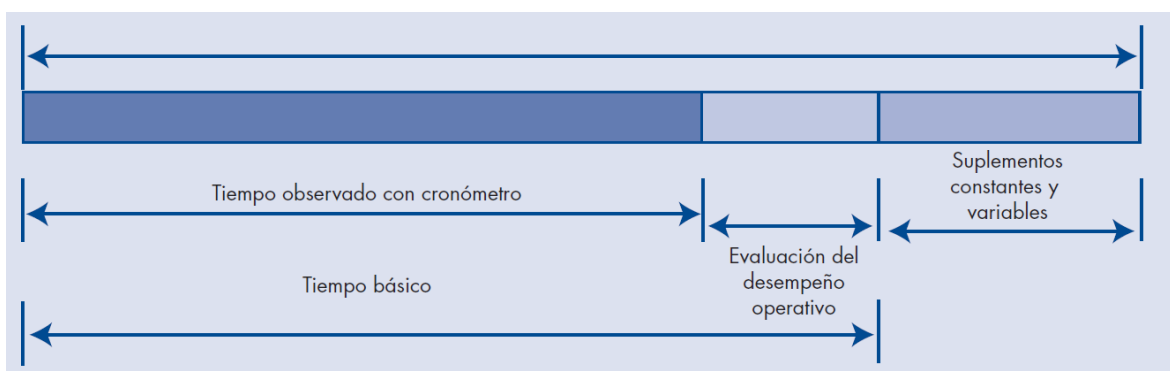 Suplementos
constantes y
variables
Tiempo observado con cronómetro
Evaluación del
desempeño
operativo
Tiempo básico